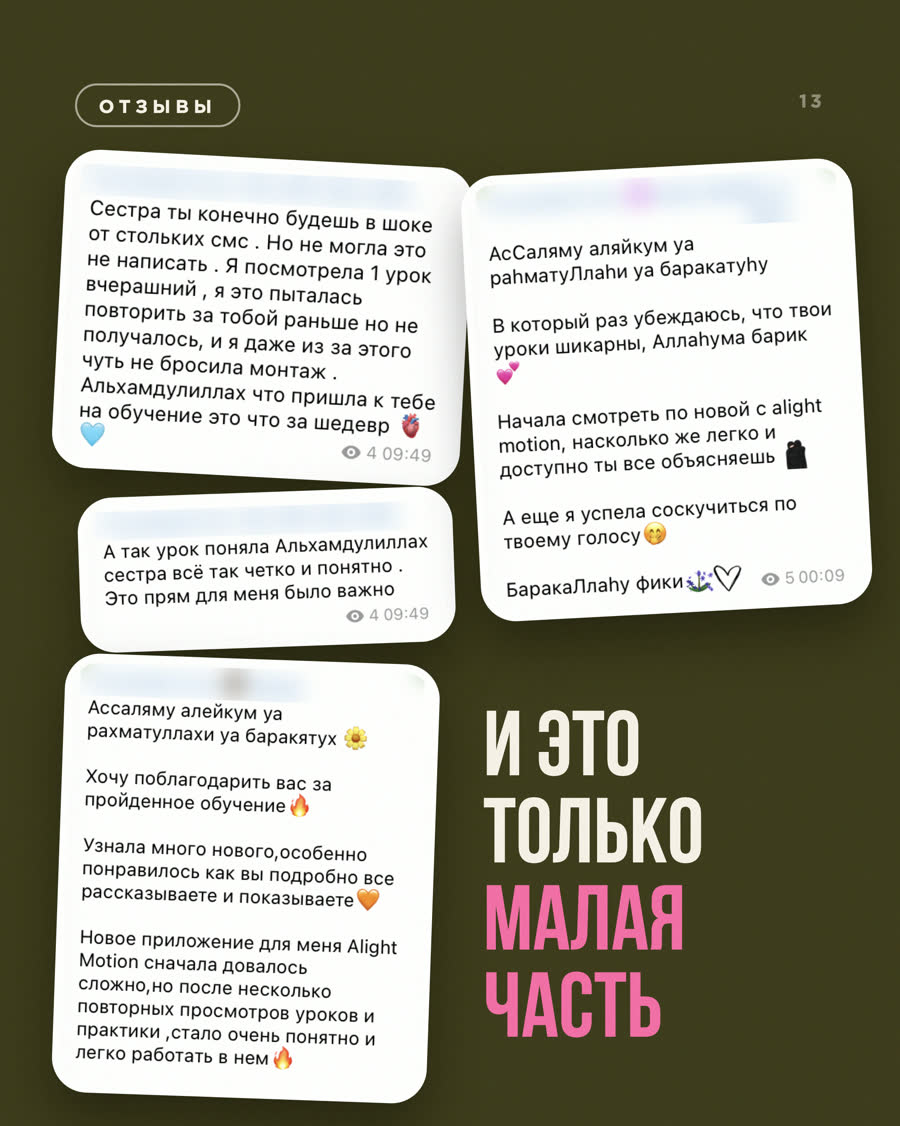 ОТЗЫВЫ
13
Сестра ты конечно будешь в шоке
от стольких смс . Но не могла это
не написать . Я посмотрела 1 урок
вчерашний , я это пыталась
повторить за тобой раньше но не
получалось, и я даже из за этого
чуть не бросила монтаж .
Альхамдулиллах что пришла к тебе
на обучение это что за шедевр 🫀
🩵
4 09:49
А так урок поняла Альхамдулиллах
сестра всё так четко и понятно .
Это прям для меня было важно
4 09:49
Ассаляму алейкум уа
рахматуллахи уа баракятух 🌼
Хочу поблагодарить вас за
пройденное обучение🔥
Узнала много нового,особенно
понравилось как вы подробно все
рассказываете и показываете🧡
Новое приложение для меня Alight
Motion сначала довалось
сложно,но после несколько
повторных просмотров уроков и
практики ,стало очень понятно и
легко работать в нем🔥
АсСаляму аляйкум уа
раhматуЛлаhи уа баракатуhу
В который раз убеждаюсь, что твои
уроки шикарны, Аллаhума барик
💕
Начала смотреть по новой с alight
motion, насколько же легко и
доступно ты все объясняешь
А еще я успела соскучиться по
твоему голосу🤭
БаракаЛлаhу фики
5 00:09
И ЭТО
ТОЛЬКО
МАЛАЯ
ЧАСТЬ